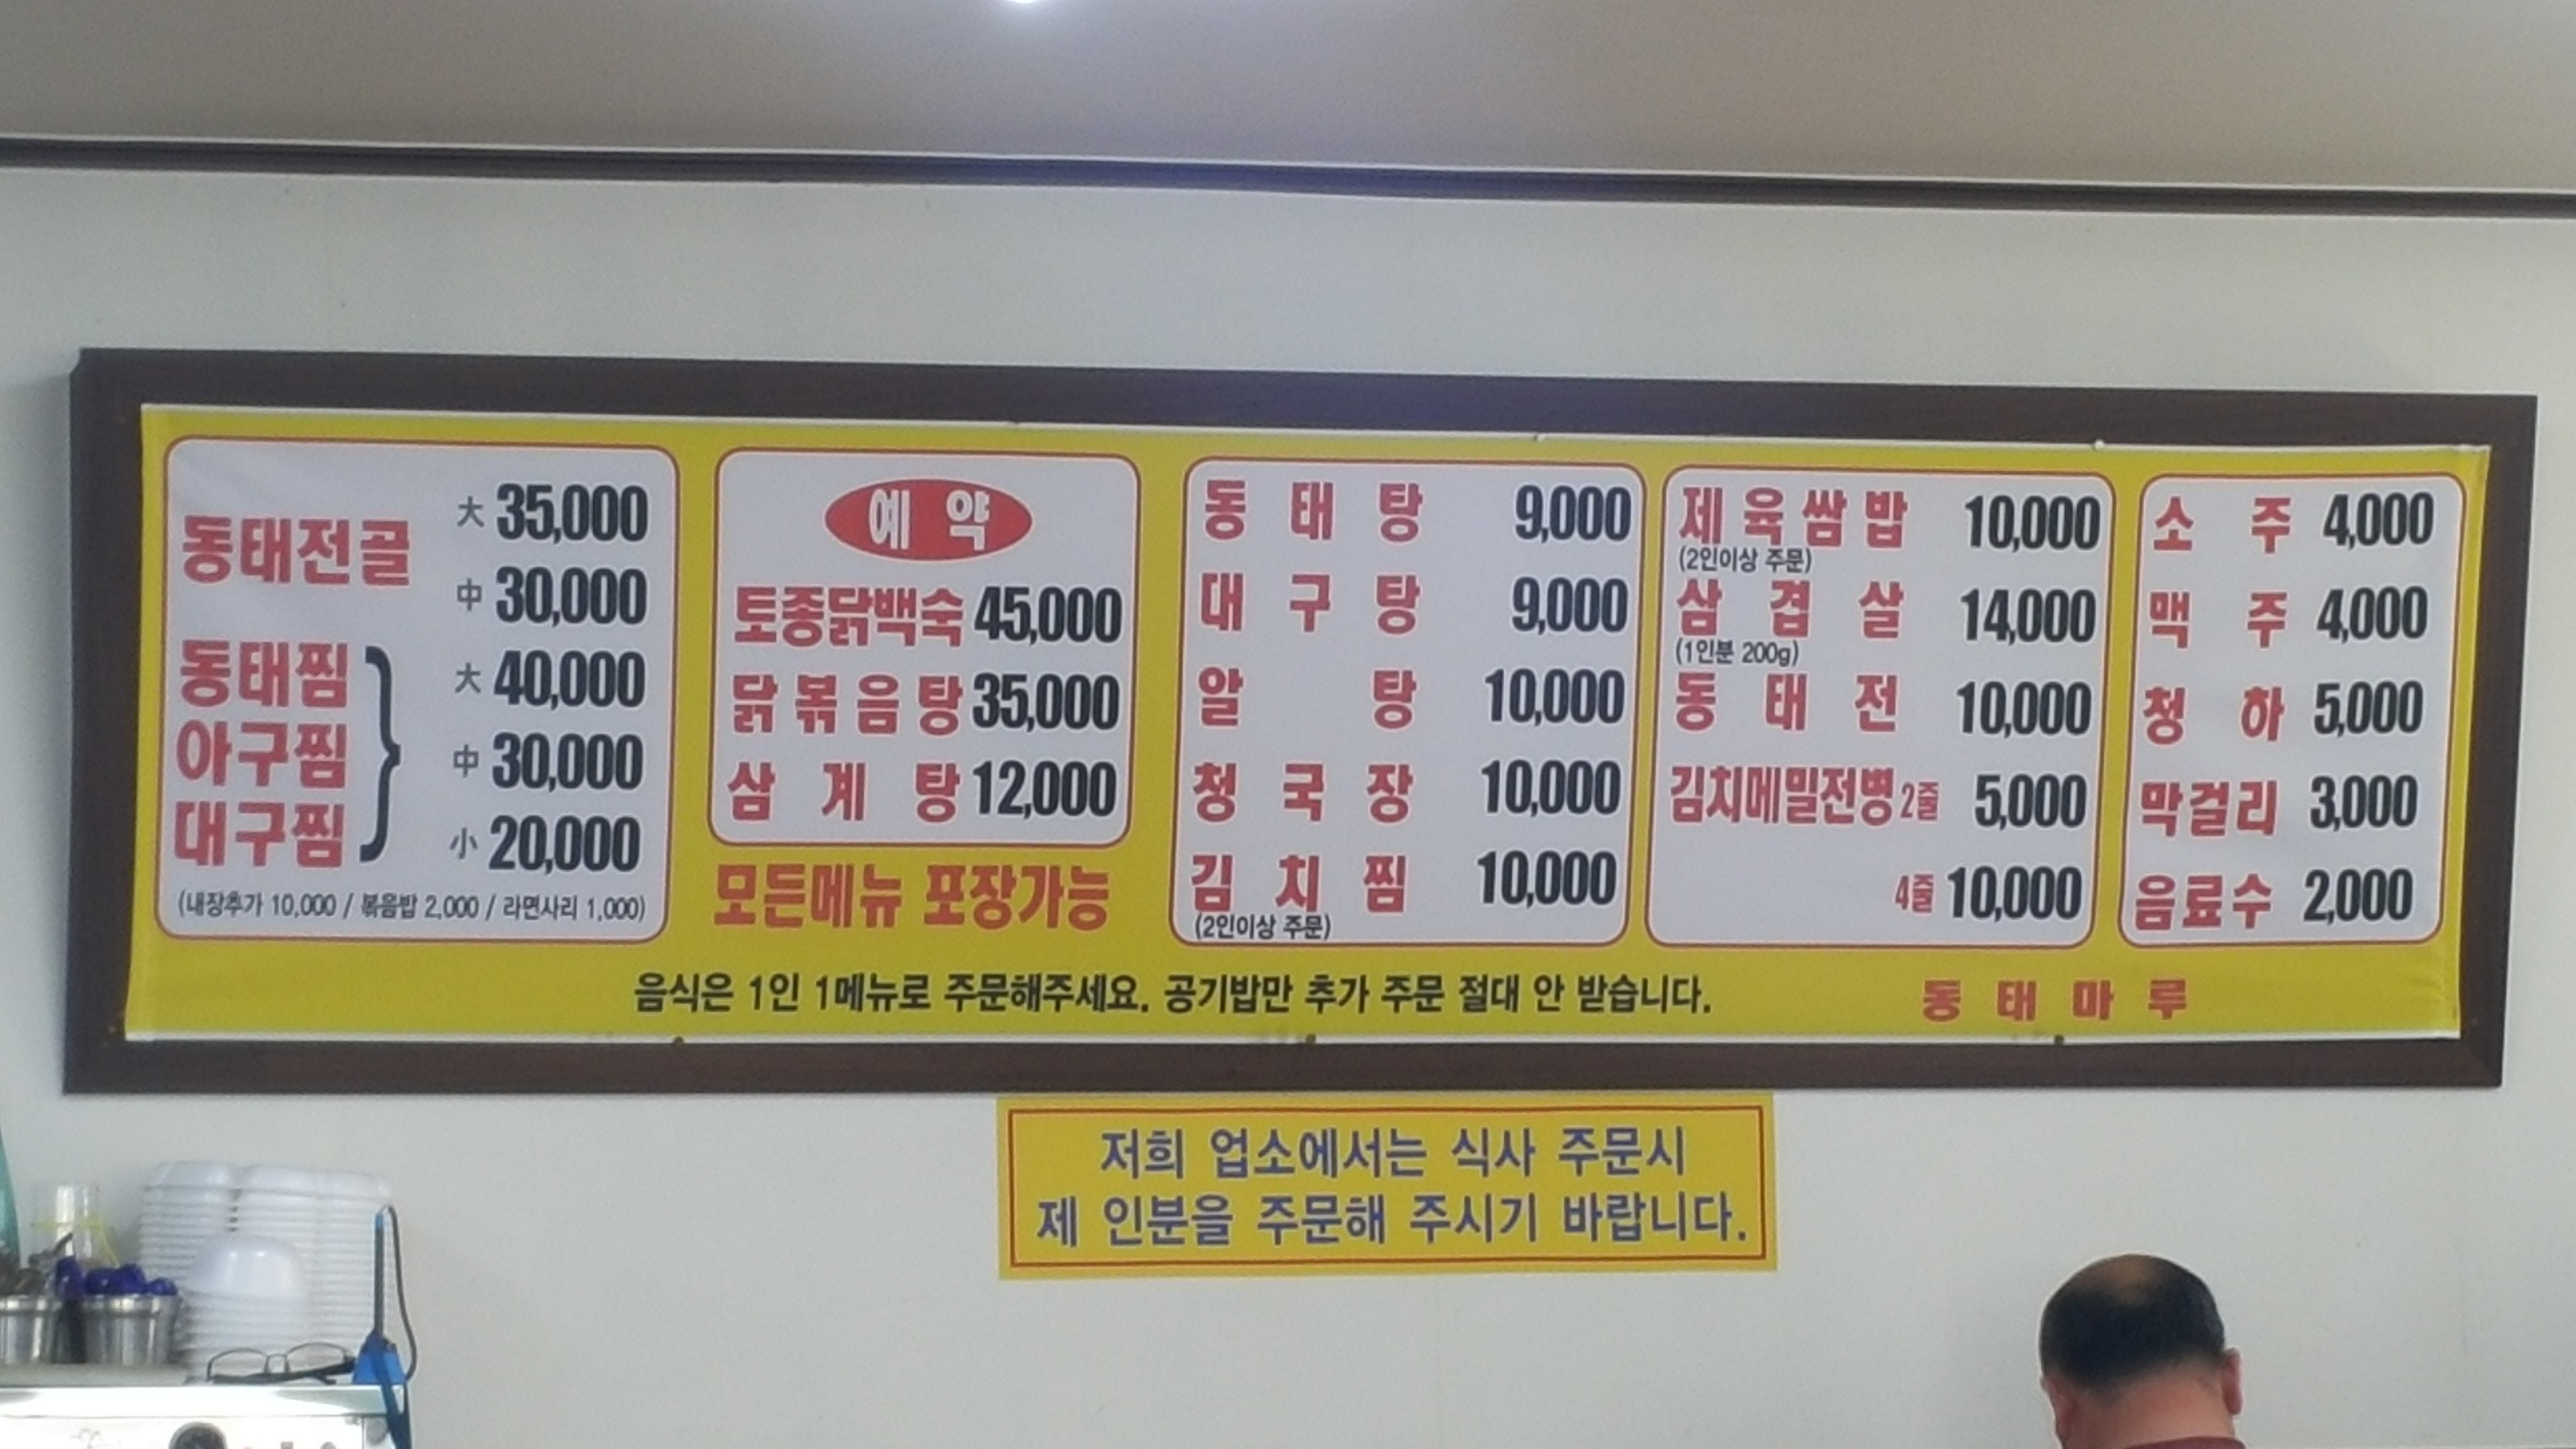 동태전골 大 35,000
中 30,000
동태찜 大 40,000
아구찜 中 30,000
대구찜 小 20,000
(내장추가 10,000 / 볶음밥 2,000 / 라면사리 1,000)
예 약
토종닭백숙 45,000
닭볶음탕 35,000
삼계탕 12,000
모든메뉴 포장가능
동태탕 9,000
대구탕 9,000
알탕 10,000
청국장 10,000
김치찜 10,000
(2인이상 주문)
제육쌈밥 10,000
(2인이상 주문)
삼겹살 14,000
(1인분 200g)
동태전 10,000
김치메밀전병 2줄 5,000
4줄 10,000
소주 4,000
맥주 4,000
청하 5,000
막걸리 3,000
음료수 2,000
음식은 1인 1메뉴로 주문해주세요. 공기밥만 추가 주문 절대 안 받습니다.
동태마루
저희 업소에서는 식사 주문시
제 인분을 주문해 주시기 바랍니다.